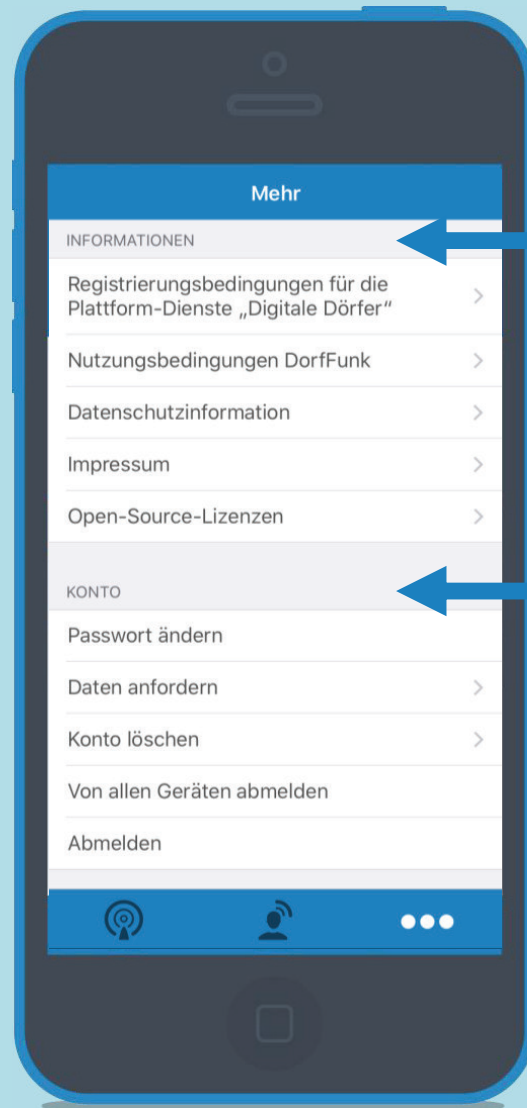 Mehr
INFORMATIONEN
Registrierungsbedingungen für die
Plattform-Dienste „Digitale Dörfer“
Nutzungsbedingungen DorfFunk
Datenschutzinformation
Impressum
Open-Source-Lizenzen
KONTO
Passwort ändern
Daten anfordern
Konto löschen
Von allen Geräten abmelden
Abmelden